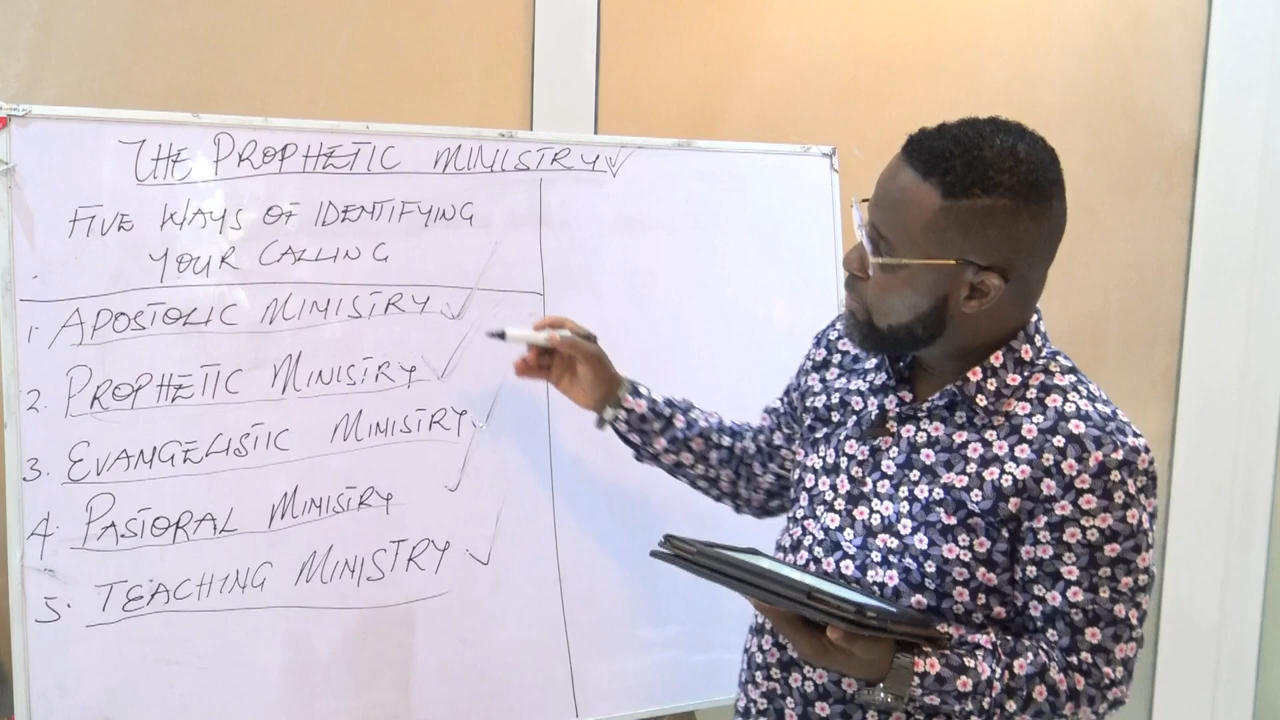 THE PROPHETIC MINISTRY
FIVE WAYS OF IDENTIFYING
YOUR CALLING
1. APOSTOLIC MINISTRY
2. PROPHETIC MINISTRY
3. EVANGELISTIC MINISTRY
4. PASTORAL MINISTRY
5. TEACHING MINISTRY